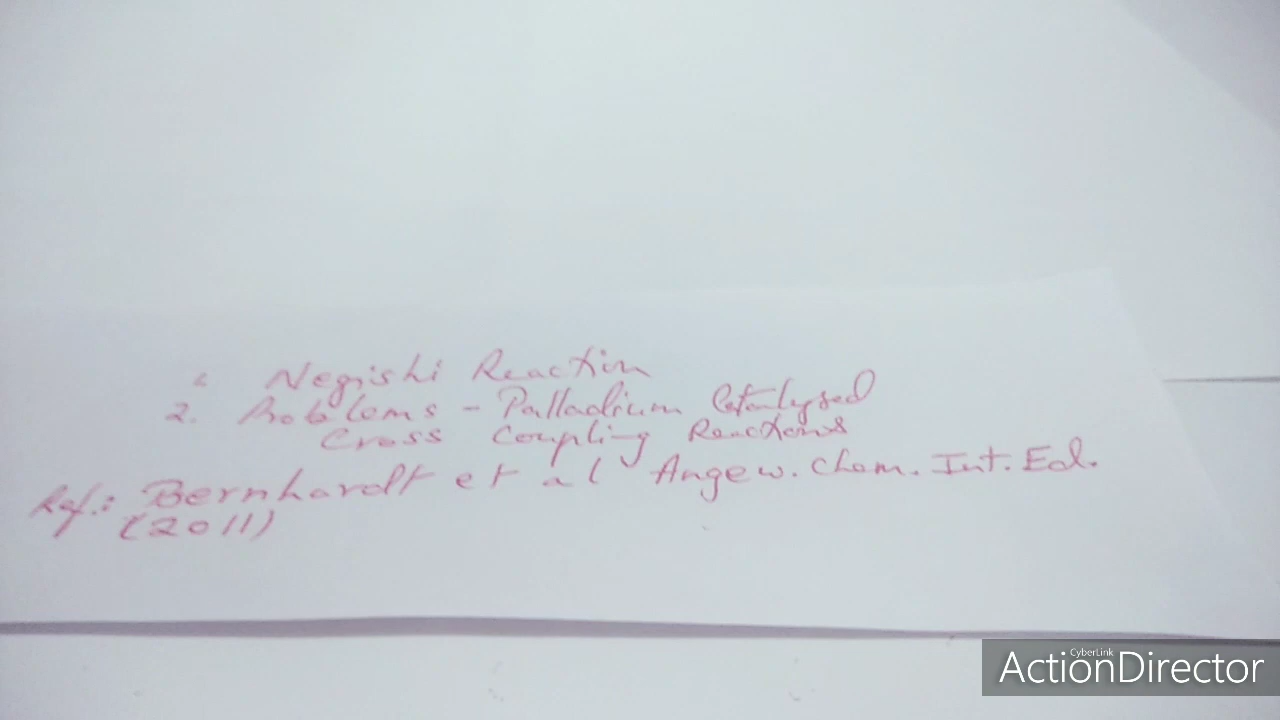 1. Negishi Reaction
2. Problems - Palladium Catalysed
Cross Coupling Reactions
Ref.: Bernhardt et al Angew. Chem. Int. Ed.
(2011)
CyberLink
ActionDirector